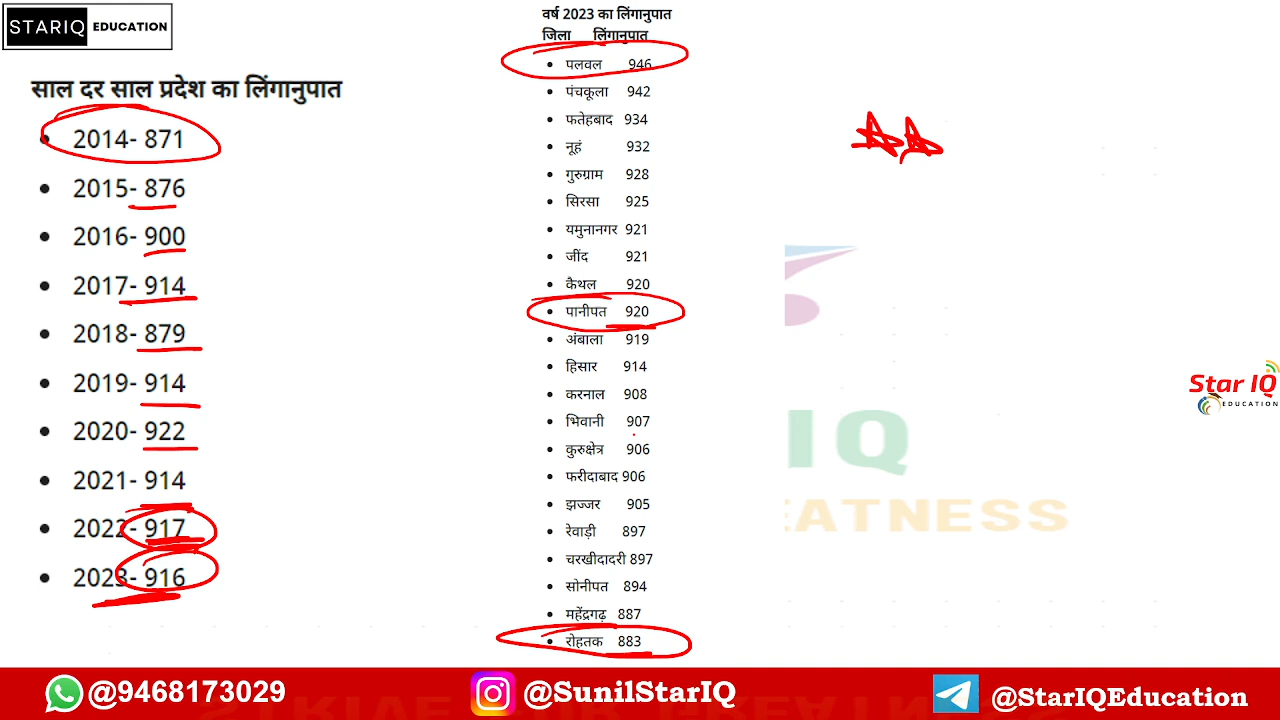 STARIQ EDUCATION
साल दर साल प्रदेश का लिंगानुपात
2014- 871
2015- 876
2016- 900
2017- 914
2018- 879
2019- 914
2020- 922
2021- 914
2022- 917
2023- 916
वर्ष 2023 का लिंगानुपात
जिला लिंगानुपात
पलवल 946
पंचकूला 942
फतेहबाद 934
नूहं 932
गुरुग्राम 928
सिरसा 925
यमुनानगर 921
जींद 921
कैथल 920
पानीपत 920
अंबाला 919
हिसार 914
करनाल 908
भिवानी 907
कुरुक्षेत्र 906
फरीदाबाद 906
झज्जर 905
रेवाड़ी 897
चरखीदादरी 897
सोनीपत 894
महेंद्रगढ़ 887
रोहतक 883
IQ
EATNESS
Star IQ
EDUCATION
@9468173029 @SunilStarIQ @StarIQEducation